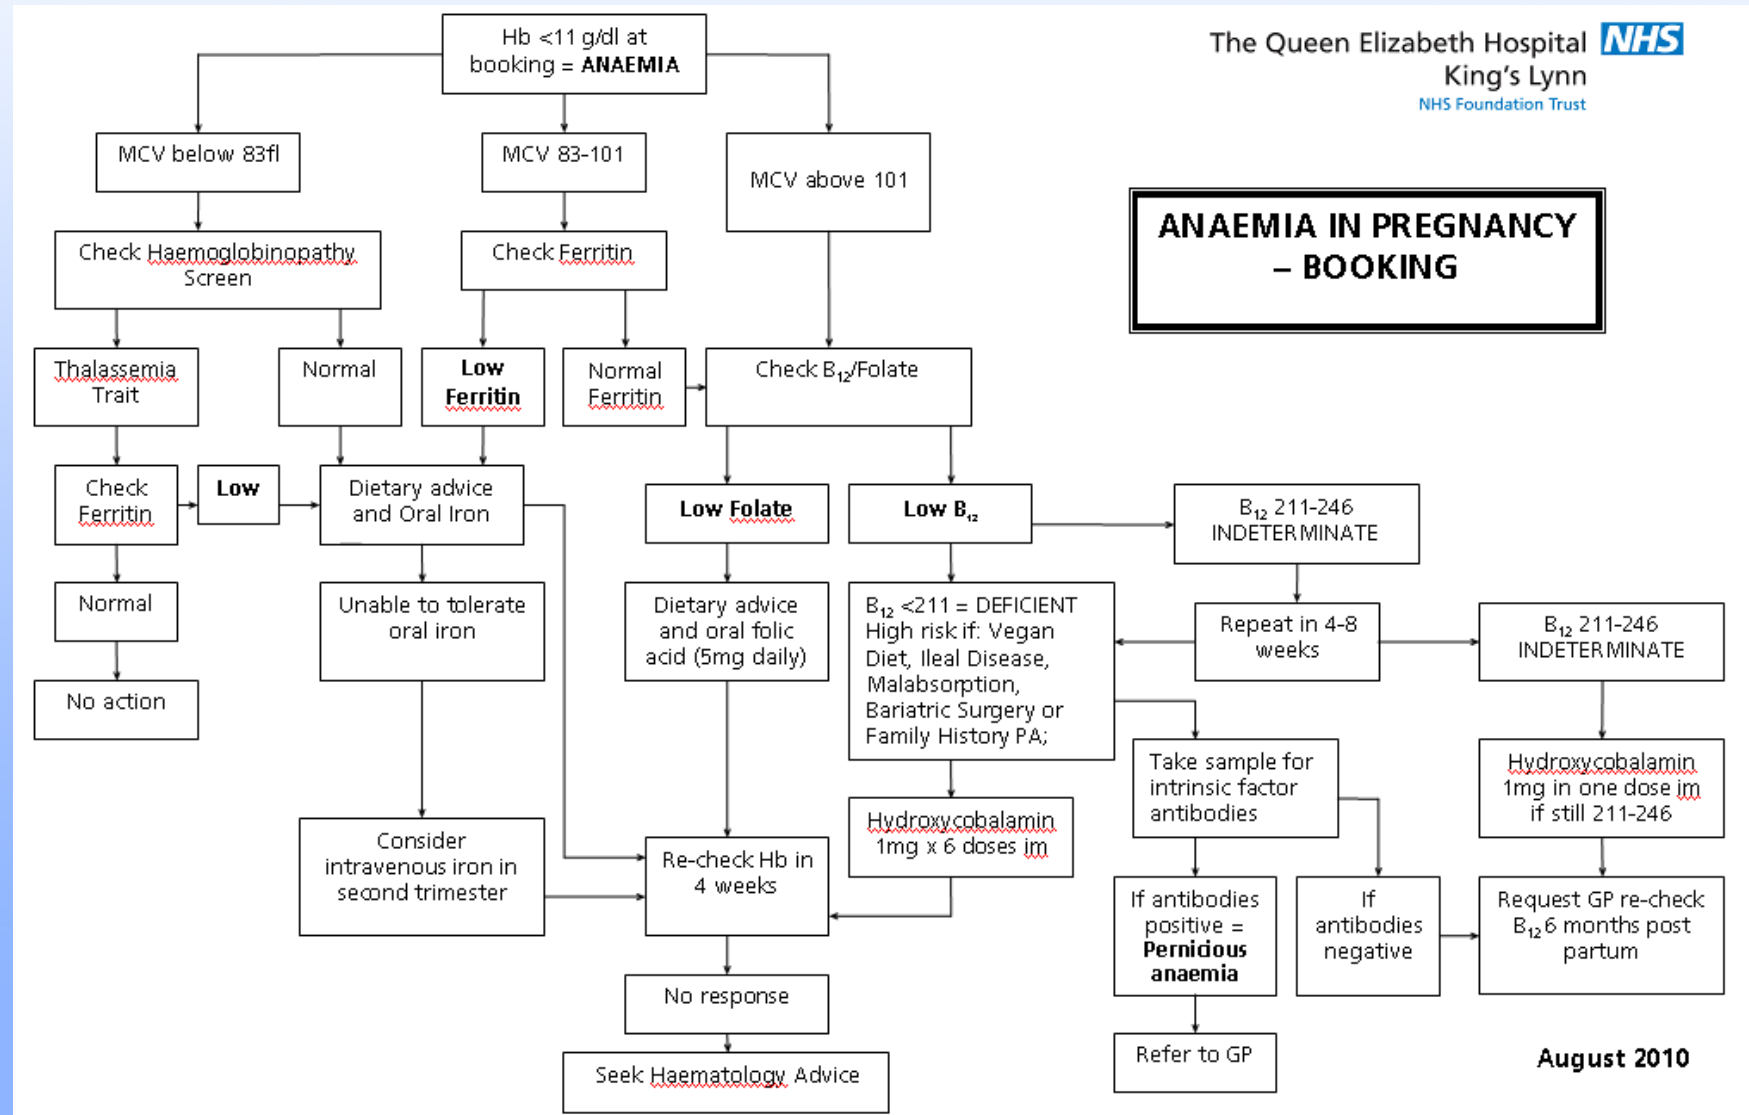 Hb <11 g/dl at
booking = ANAEMIA
The Queen Elizabeth Hospital NHS
King's Lynn
NHS Foundation Trust
ANAEMIA IN PREGNANCY
– BOOKING
MCV below 83fl
MCV 83-101
MCV above 101
Check Haemoglobinopathy
Screen
Check Ferritin
Thalassemia
Trait
Normal
Low
Ferritin
Normal
Ferritin
Check B12/Folate
Check
Ferritin
Low
Dietary advice
and Oral Iron
Low Folate
Low B12
B12 211-246
INDETERMINATE
Normal
Unable to tolerate
oral iron
Dietary advice
and oral folic
acid (5mg daily)
B12 <211 = DEFICIENT
High risk if: Vegan
Diet, Ileal Disease,
Malabsorption,
Bariatric Surgery or
Family History PA;
Repeat in 4-8
weeks
B12 211-246
INDETERMINATE
No action
Take sample for
intrinsic factor
antibodies
Hydroxycobalamin
1mg in one dose im
if still 211-246
Consider
intravenous iron in
second trimester
Re-check Hb in
4 weeks
Hydroxycobalamin
1mg x 6 doses im
If antibodies
positive =
Pernicious
anaemia
If
antibodies
negative
Request GP re-check
B12 6 months post
partum
No response
Refer to GP
Seek Haematology Advice
August 2010